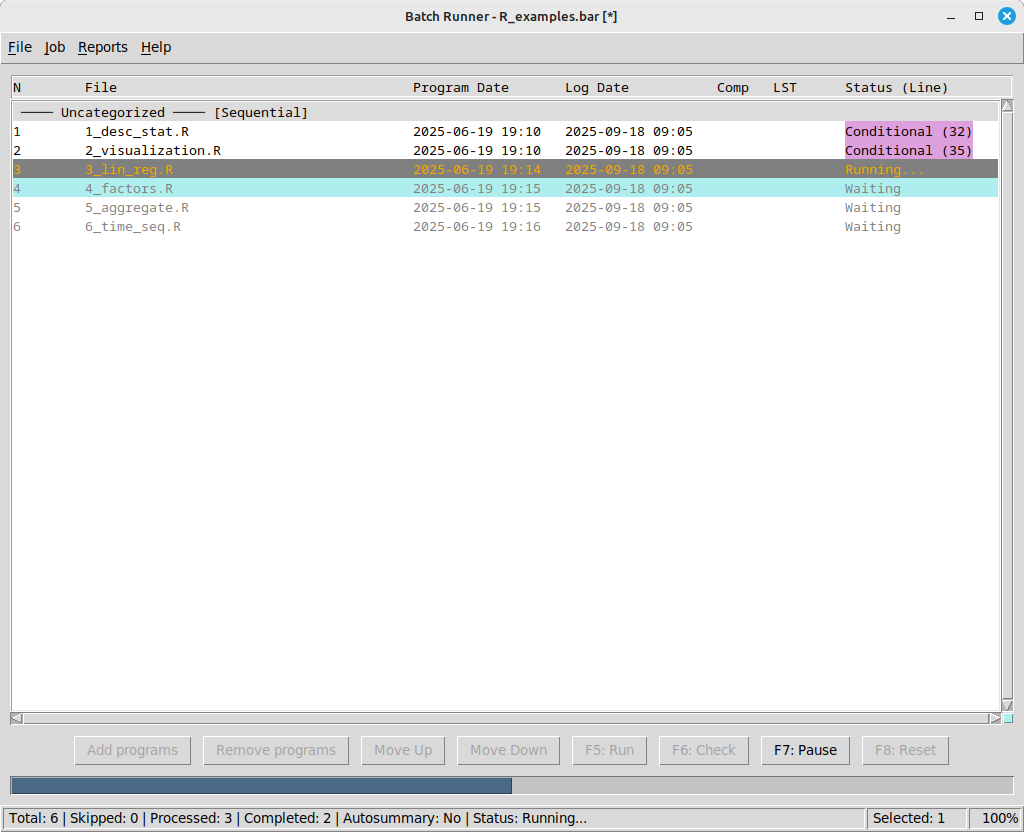 Batch Runner - R_examples.bar [*]
File Job Reports Help
N File Program Date Log Date Comp LST Status (Line)
──── Uncategorized ──── [Sequential]
1 1_desc_stat.R 2025-06-19 19:10 2025-09-18 09:05 Conditional (32)
2 2_visualization.R 2025-06-19 19:10 2025-09-18 09:05 Conditional (35)
3 3_lin_reg.R 2025-06-19 19:14 2025-09-18 09:05 Running...
4 4_factors.R 2025-06-19 19:15 2025-09-18 09:05 Waiting
5 5_aggregate.R 2025-06-19 19:15 2025-09-18 09:05 Waiting
6 6_time_seq.R 2025-06-19 19:16 2025-09-18 09:05 Waiting
Add programs Remove programs Move Up Move Down F5: Run F6: Check F7: Pause F8: Reset
Total: 6 | Skipped: 0 | Processed: 3 | Completed: 2 | Autosummary: No | Status: Running... Selected: 1 100%